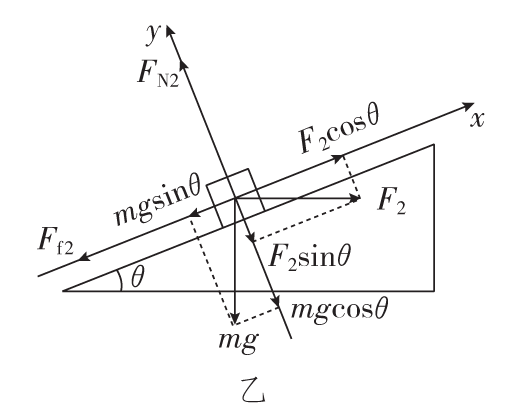 y
F_N2
x
F₂cosθ
mgsinθ
F₂
F_f2
F₂sinθ
θ
mgcosθ
mg
乙